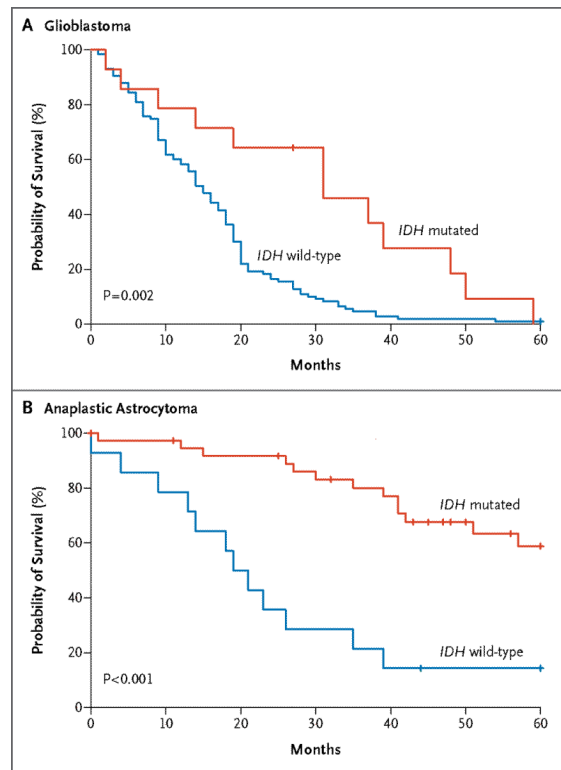 A Glioblastoma
Probability of Survival (%)
100
80
60
40
20
0
IDH mutated
IDH wild-type
P=0.002
0 10 20 30 40 50 60
Months
B Anaplastic Astrocytoma
Probability of Survival (%)
100
80
60
40
20
0
IDH mutated
IDH wild-type
P<0.001
0 10 20 30 40 50 60
Months